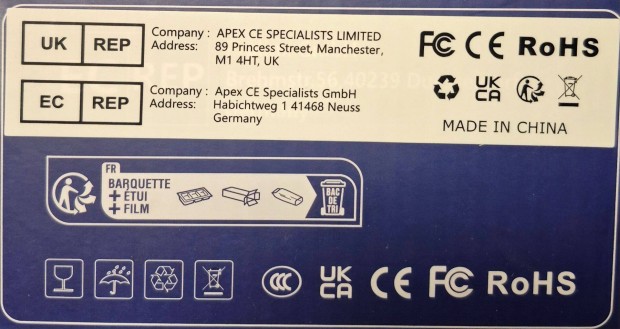 UK REP
Company : APEX CE SPECIALISTS LIMITED
Address: 89 Princess Street, Manchester,
M1 4HT, UK
EC REP
Company : Apex CE Specialists GmbH
Address: Habichtweg 1 41468 Neuss
Germany
FC CE RoHS
UK
CA
MADE IN CHINA
FR
BARQUETTE
+ ÉTUI
+ FILM
BAC
DE
TRI
CCC UK
CA CE FC RoHS